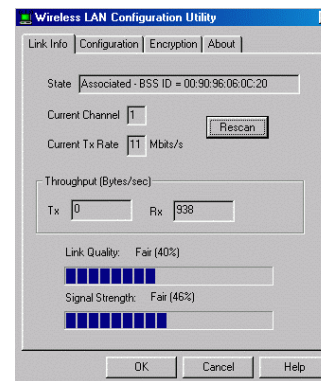 Wireless LAN Configuration Utility
Link Info Configuration Encryption About
State Associated - BSS ID = 00:90:96:06:0C:20
Current Channel 1
Rescan
Current Tx Rate 11 Mbits/s
Throughput (Bytes/sec)
Tx 0 Rx 938
Link Quality: Fair (40%)
Signal Strength: Fair (46%)
OK Cancel Help